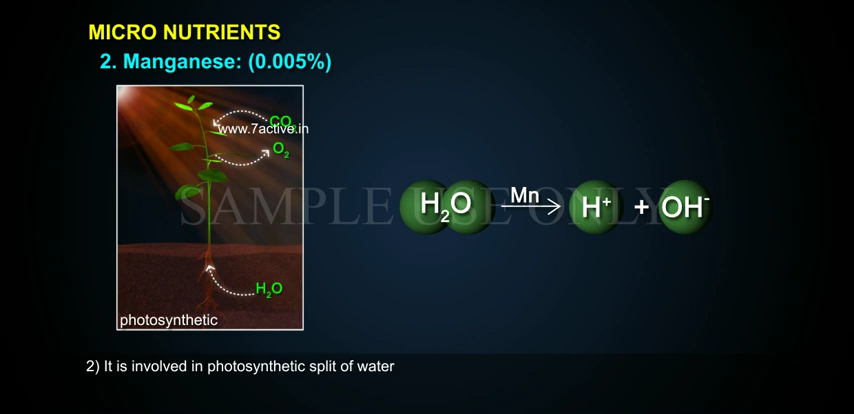 MICRO NUTRIENTS
2. Manganese: (0.005%)
CO₂
www.7active.in
O₂
SAMPLE USE ONLY
H₂O Mn H⁺ + OH⁻
H₂O
photosynthetic
2) It is involved in photosynthetic split of water